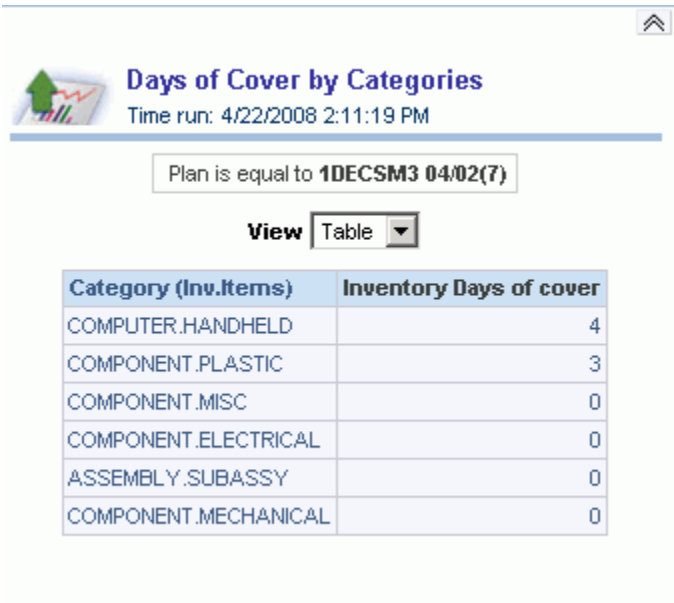 Days of Cover by Categories
Time run: 4/22/2008 2:11:19 PM
Plan is equal to 1DECSM3 04/02(7)
View Table
Category (Inv.Items) Inventory Days of cover
COMPUTER.HANDHELD 4
COMPONENT.PLASTIC 3
COMPONENT.MISC 0
COMPONENT.ELECTRICAL 0
ASSEMBLY.SUBASSY 0
COMPONENT.MECHANICAL 0